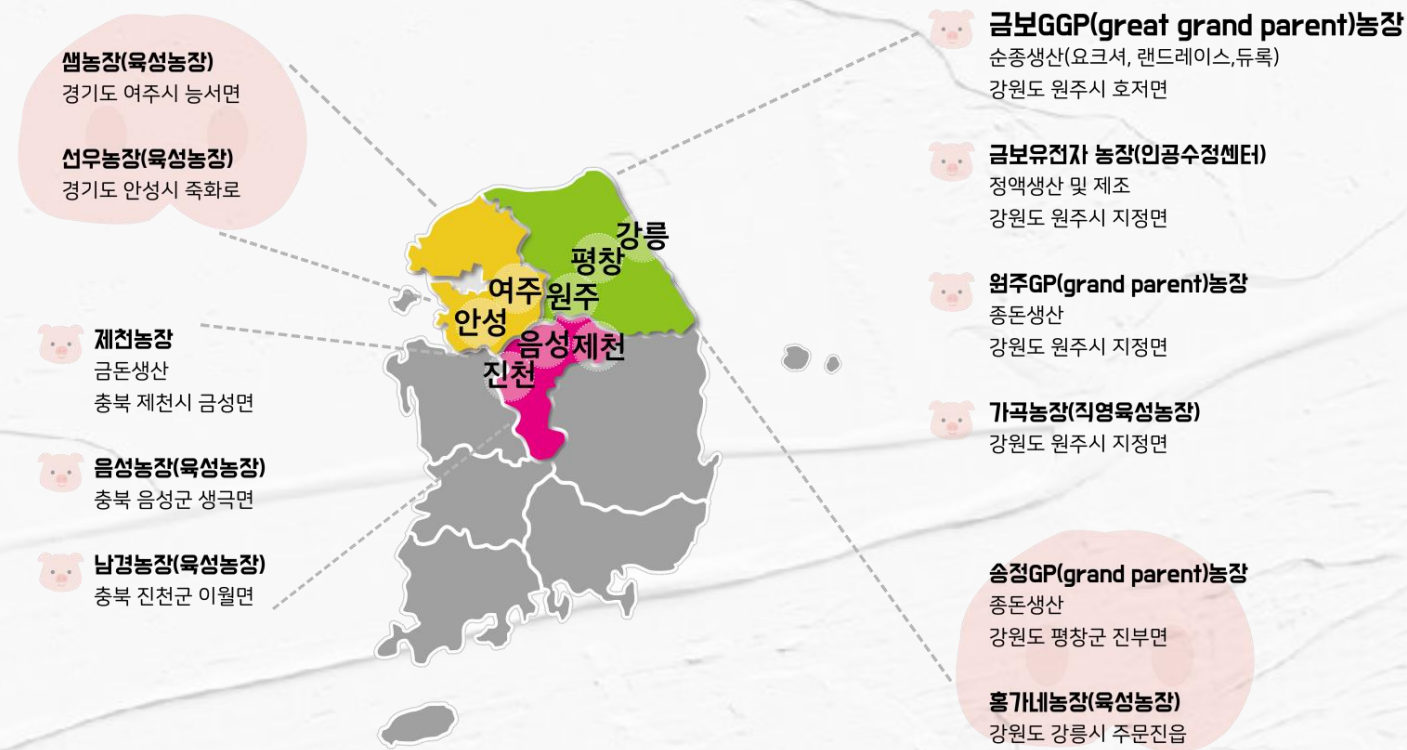 샘농장(육성농장)
경기도 여주시 능서면
선우농장(육성농장)
경기도 안성시 죽화로
제천농장
금돈생산
충북 제천시 금성면
음성농장(육성농장)
충북 음성군 생극면
남경농장(육성농장)
충북 진천군 이월면
강릉
평창
여주
원주
안성
음성
제천
진천
금보GGP(great grand parent)농장
순종생산(요크셔, 랜드레이스,듀록)
강원도 원주시 호저면
금보유전자 농장(인공수정센터)
정액생산 및 제조
강원도 원주시 지정면
원주GP(grand parent)농장
종돈생산
강원도 원주시 지정면
가곡농장(직영육성농장)
강원도 원주시 지정면
송정GP(grand parent)농장
종돈생산
강원도 평창군 진부면
홍가네농장(육성농장)
강원도 강릉시 주문진읍